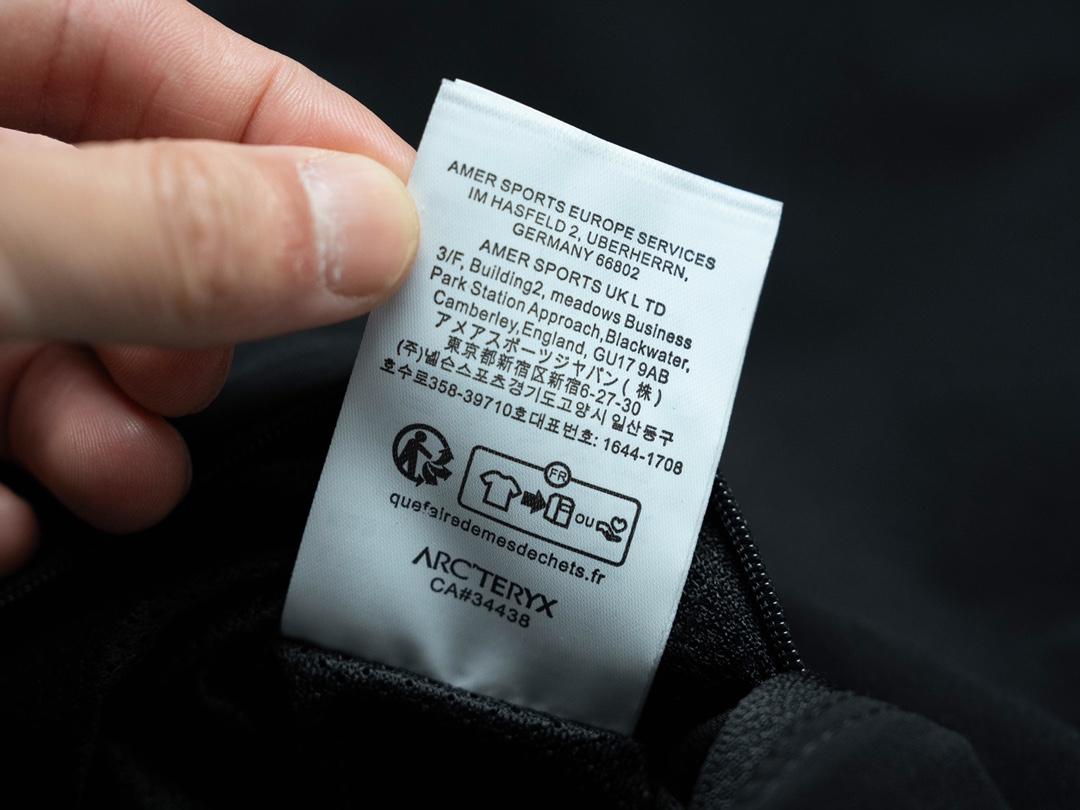 AMER SPORTS EUROPE SERVICES
IM HASFELD 2, UBERHERRN,
GERMANY 66802
AMER SPORTS UK L TD
3/F, Building2, meadows Business
Park Station Approach,Blackwater,
Camberley,England, GU17 9AB
アメアスポーツジャパン ( 株 )
東京都新宿区新宿6-27-30
(주)넬슨스포츠경기도고양시 일산동구
호수로358-39710호대표번호: 1644-1708
FR
ou
quefairedemesdechets.fr
ARC'TERYX
CA#34438